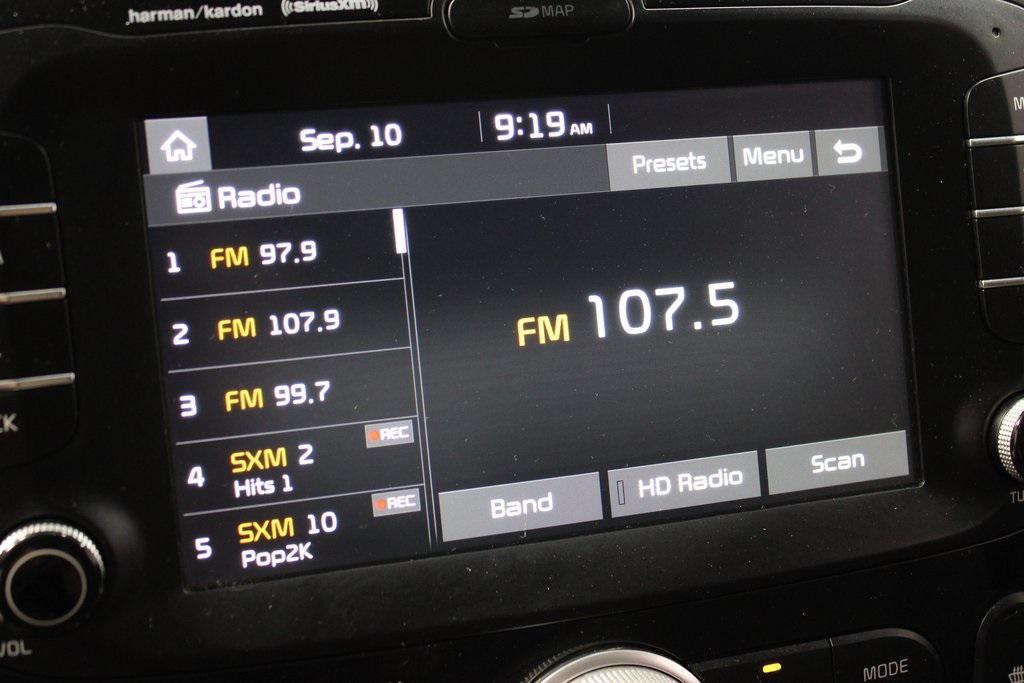 harman/kardon ((SiriusXM))
SD MAP
Sep. 10 9:19 AM
Presets Menu
Radio
1 FM 97.9
2 FM 107.9
3 FM 99.7
4 SXM 2 REC
Hits 1
5 SXM 10 REC
Pop2K
FM 107.5
Band HD Radio Scan
VOL
MODE